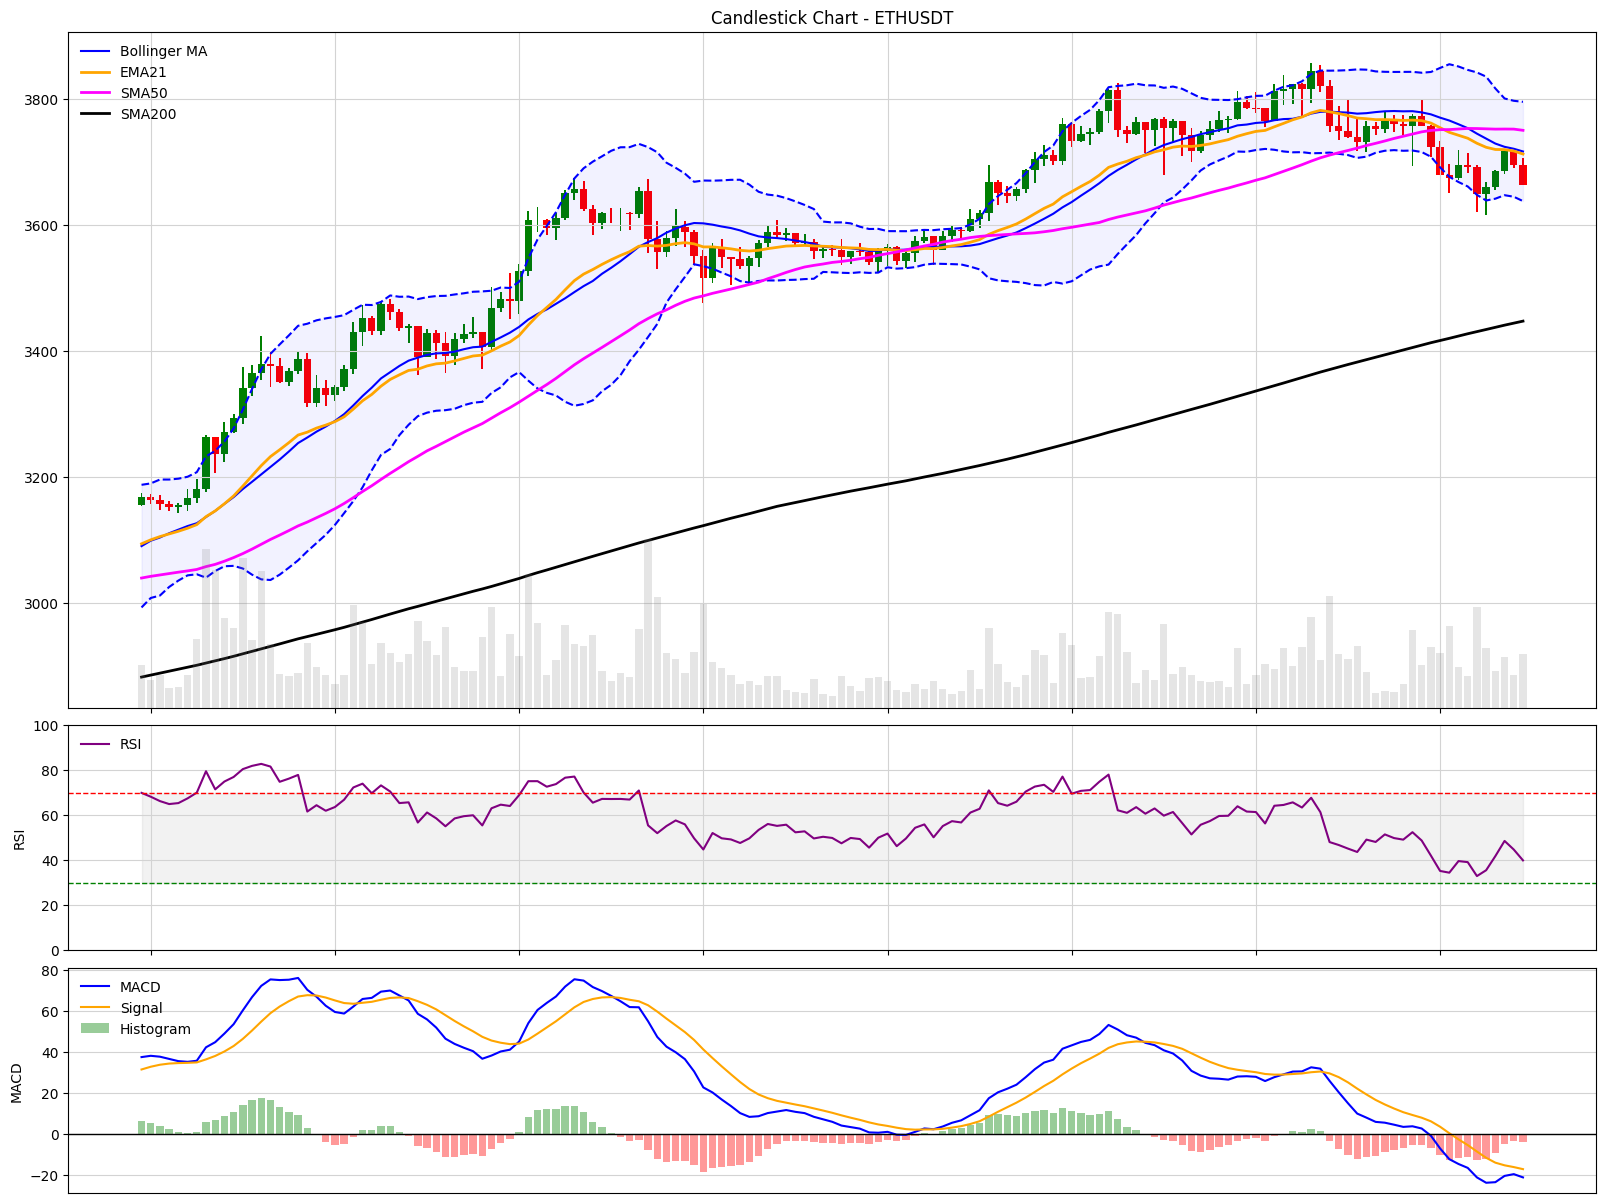 Candlestick Chart - ETHUSDT
Bollinger MA
EMA21
SMA50
SMA200
3800
3600
3400
3200
3000
RSI
RSI
100
80
60
40
20
0
MACD
Signal
Histogram
MACD
80
60
40
20
0
−20